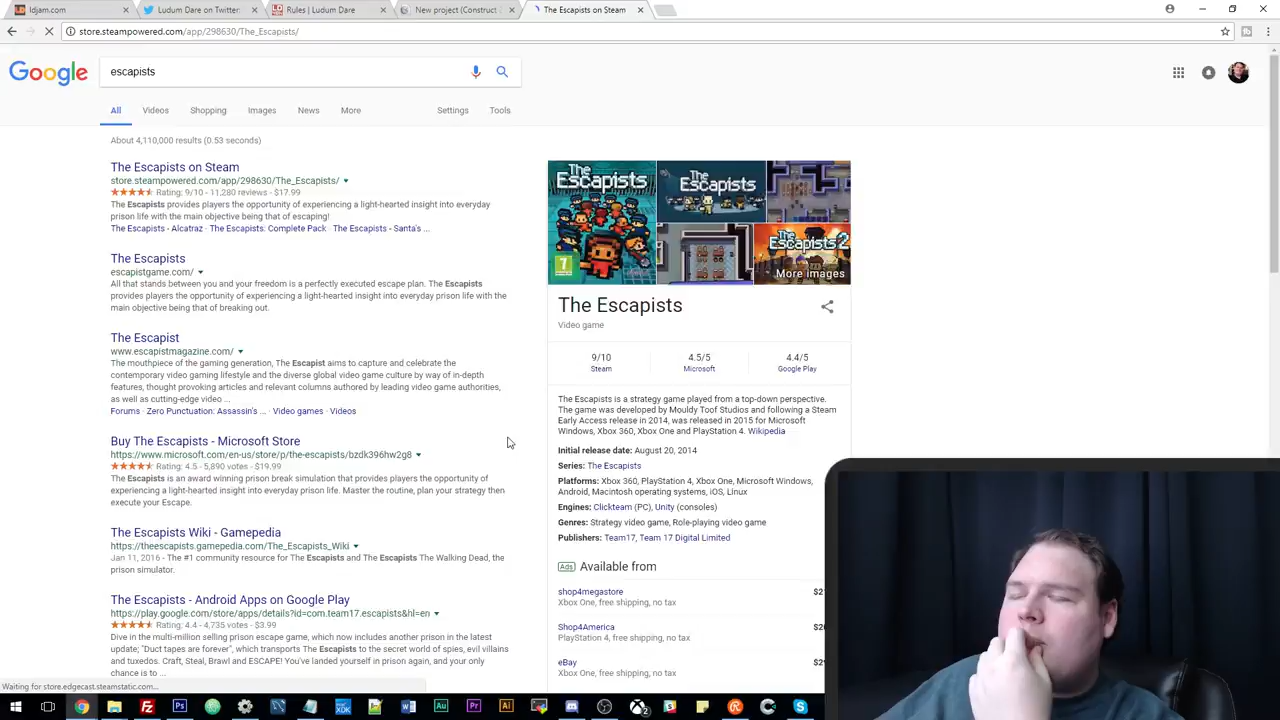 ldjam.com
Ludum Dare on Twitter:
Rules | Ludum Dare
New project (Construct
The Escapists on Steam
store.steampowered.com/app/298630/The_Escapists/
Google
escapists
All
Videos
Shopping
Images
News
More
Settings
Tools
About 4,110,000 results (0.53 seconds)
The Escapists on Steam
store.steampowered.com/app/298630/The_Escapists/
Rating: 9/10 - 11,280 reviews - $17.99
The Escapists provides players the opportunity of experiencing a light-hearted insight into everyday
prison life with the main objective being that of escaping!
The Escapists - Alcatraz · The Escapists: Complete Pack · The Escapists - Santa's ...
The Escapists
escapistgame.com/
All that stands between you and your freedom is a perfectly executed escape plan. The Escapists
provides players the opportunity of experiencing a light-hearted insight into everyday prison life with the
main objective being that of breaking out.
The Escapist
www.escapistmagazine.com/
The mouthpiece of the gaming generation, The Escapist aims to capture and celebrate the
contemporary video gaming lifestyle and the diverse global video game culture by way of in-depth
features, thought provoking articles and relevant columns authored by leading video game authorities,
as well as cutting-edge video ...
Forums · Zero Punctuation: Assassin's ... · Video games · Videos
Buy The Escapists - Microsoft Store
https://www.microsoft.com/en-us/store/p/the-escapists/bzdk396hw2g8
Rating: 4.5 - 5,890 votes - $19.99
The Escapists is an award winning prison break simulation that provides players the opportunity of
experiencing a light-hearted insight into everyday prison life. Master the routine, plan your strategy then
execute your Escape.
The Escapists Wiki - Gamepedia
https://theescapists.gamepedia.com/The_Escapists_Wiki
Jan 11, 2016 - The #1 community resource for The Escapists and The Escapists The Walking Dead, the
prison simulator.
The Escapists - Android Apps on Google Play
https://play.google.com/store/apps/details?id=com.team17.escapists&hl=en
Rating: 4.4 - 4,735 votes - $3.99
Dive in the multi-million selling prison escape game, which now includes another prison in the latest
update; "Duct tapes are forever", which transports The Escapists to the secret world of spies, evil villains
and tuxedos. Craft, Steal, Brawl and ESCAPE! You've landed yourself in prison again, and your only
chance is to ...
Waiting for store.edgecast.steamstatic.com...
The Escapists
The Escapists
The Escapists 2
7
More images
The Escapists
Video game
9/10
Steam
4.5/5
Microsoft
4.4/5
Google Play
The Escapists is a strategy game played from a top-down perspective.
The game was developed by Mouldy Toof Studios and following a Steam
Early Access release in 2014, was released in 2015 for Microsoft
Windows, Xbox 360, Xbox One and PlayStation 4. Wikipedia
Initial release date: August 20, 2014
Series: The Escapists
Platforms: Xbox 360, PlayStation 4, Xbox One, Microsoft Windows,
Android, Macintosh operating systems, iOS, Linux
Engines: Clickteam (PC), Unity (consoles)
Genres: Strategy video game, Role-playing video game
Publishers: Team17, Team 17 Digital Limited
Ads Available from
shop4megastore
Xbox One, free shipping, no tax
Shop4America
PlayStation 4, free shipping, no tax
eBay
Xbox One, free shipping, no tax